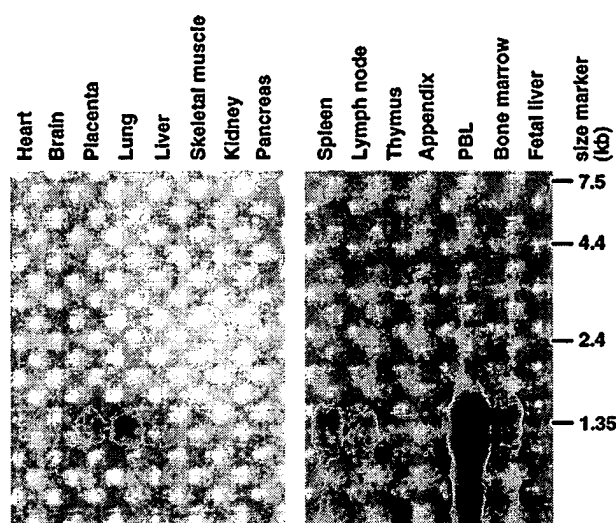 Heart
Brain
Placenta
Lung
Liver
Skeletal muscle
Kidney
Pancreas
Spleen
Lymph node
Thymus
Appendix
PBL
Bone marrow
Fetal liver
size marker
(kb)
7.5
4.4
2.4
1.35